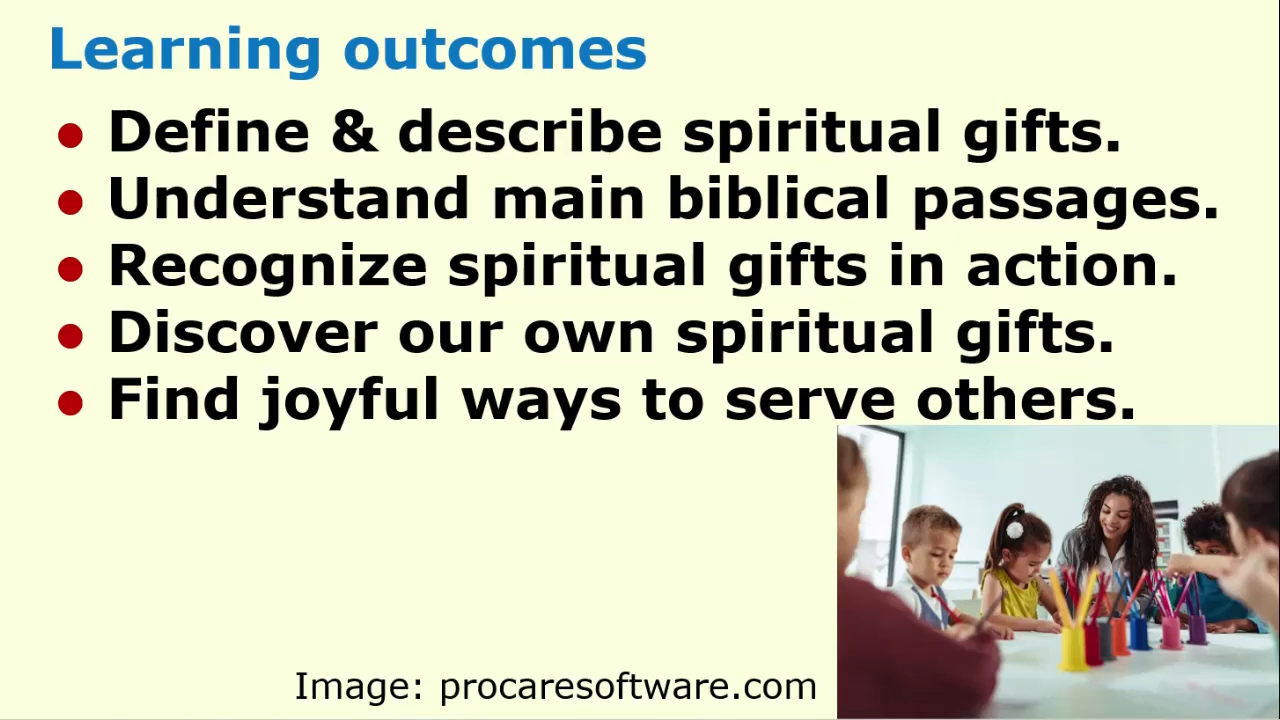 Learning outcomes
● Define & describe spiritual gifts.
● Understand main biblical passages.
● Recognize spiritual gifts in action.
● Discover our own spiritual gifts.
● Find joyful ways to serve others.
Image: procaresoftware.com